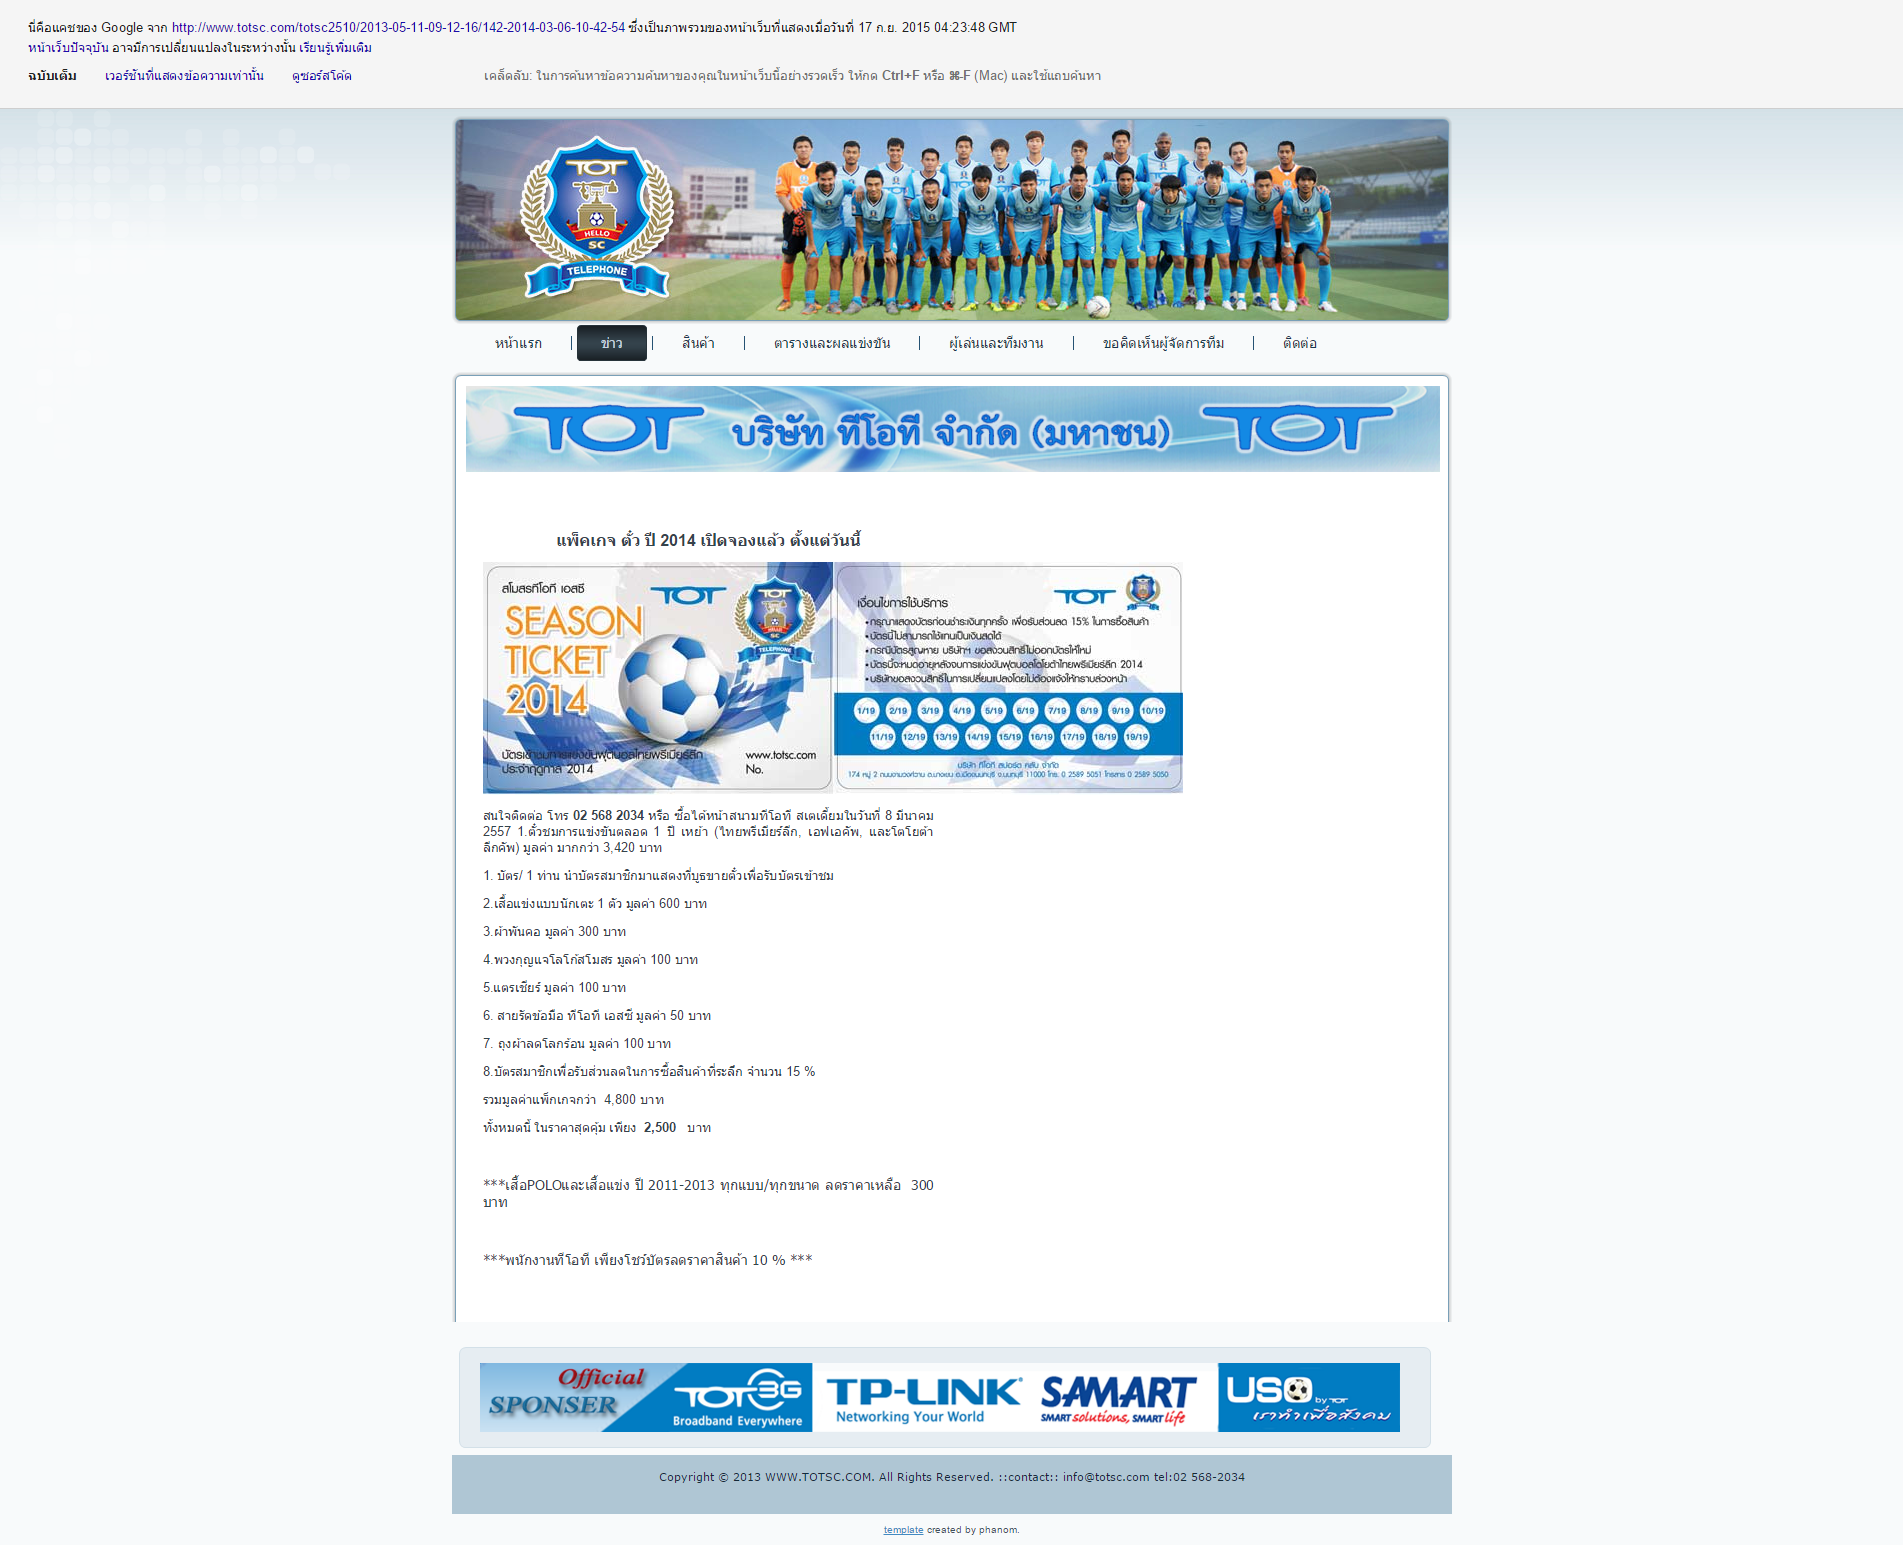 นี่คือแคชของ Google จาก http://www.totsc.com/totsc2510/2013-05-11-09-12-16/142-2014-03-06-10-42-54 ซึ่งเป็นภาพรวมของหน้าเว็บที่แสดงเมื่อวันที่ 17 ก.ย. 2015 04:23:48 GMT
หน้าเว็บปัจจุบัน อาจมีการเปลี่ยนแปลงในระหว่างนั้น เรียนรู้เพิ่มเติม
ฉบับเต็ม เวอร์ชันที่แสดงข้อความเท่านั้น ดูซอร์สโค้ด เคล็ดลับ: ในการค้นหาข้อความค้นหาของคุณในหน้าเว็บนี้อย่างรวดเร็ว ให้กด Ctrl+F หรือ ⌘-F (Mac) และใช้แถบค้นหา
TOT
HELLO
SC
TELEPHONE
หน้าแรก | ข่าว | สินค้า | ตารางและผลแข่งขัน | ผู้เล่นและทีมงาน | ขอคิดเห็นผู้จัดการทีม | ติดต่อ
TOT บริษัท ทีโอที จำกัด (มหาชน) TOT
แพ็คเกจ ตั๋ว ปี 2014 เปิดจองแล้ว ตั้งแต่วันนี้
สโมสรทีโอที เอสซี
TOT
SEASON
TICKET
2014
TOT
HELLO
SC
TELEPHONE
บัตรเข้าชมการแข่งขันฟุตบอลไทยพรีเมียร์ลีก
ประจำฤดูกาล 2014
www.totsc.com
No.
TOT
เงื่อนไขการใช้บริการ
•กรุณาแสดงบัตรก่อนชำระเงินทุกครั้ง เพื่อรับส่วนลด 15% ในการซื้อสินค้า
•บัตรนี้ไม่สามารถใช้แทนเป็นเงินสดได้
•กรณีบัตรสูญหาย บริษัทฯ ขอสงวนสิทธิ์ไม่ออกบัตรให้ใหม่
•บัตรนี้จะหมดอายุหลังจบการแข่งขันฟุตบอลโตโยต้าไทยพรีเมียร์ลีก 2014
•บริษัทขอสงวนสิทธิ์ในการเปลี่ยนแปลงโดยไม่ต้องแจ้งให้ทราบล่วงหน้า
1/19 2/19 3/19 4/19 5/19 6/19 7/19 8/19 9/19 10/19
11/19 12/19 13/19 14/19 15/19 16/19 17/19 18/19 19/19
บริษัท ทีโอที สปอร์ต คลับ จำกัด
174 หมู่ 2 ถนนงามวงศ์วาน ต.บางเขน อ.เมืองนนทบุรี จ.นนทบุรี 11000 โทร. 0 2589 5051 โทรสาร 0 2589 5050
สนใจติดต่อ โทร 02 568 2034 หรือ ซื้อได้หน้าสนามทีโอที สเตเดี้ยมในวันที่ 8 มีนาคม
2557 1.ตั๋วชมการแข่งขันตลอด 1 ปี เหย้า (ไทยพรีเมียร์ลีก, เอฟเอคัพ, และโตโยต้า
ลีกคัพ) มูลค่า มากกว่า 3,420 บาท
1. บัตร/ 1 ท่าน นำบัตรสมาชิกมาแสดงที่บูธขายตั๋วเพื่อรับบัตรเข้าชม
2.เสื้อแข่งแบบนักเตะ 1 ตัว มูลค่า 600 บาท
3.ผ้าพันคอ มูลค่า 300 บาท
4.พวงกุญแจโลโก้สโมสร มูลค่า 100 บาท
5.แตรเชียร์ มูลค่า 100 บาท
6. สายรัดข้อมือ ทีโอที เอสซี มูลค่า 50 บาท
7. ถุงผ้าลดโลกร้อน มูลค่า 100 บาท
8.บัตรสมาชิกเพื่อรับส่วนลดในการซื้อสินค้าที่ระลึก จำนวน 15 %
รวมมูลค่าแพ็กเกจกว่า 4,800 บาท
ทั้งหมดนี้ ในราคาสุดคุ้ม เพียง 2,500 บาท
***เสื้อPOLOและเสื้อแข่ง ปี 2011-2013 ทุกแบบ/ทุกขนาด ลดราคาเหลือ 300
บาท
***พนักงานทีโอที เพียงโชว์บัตรลดราคาสินค้า 10 % ***
Official
SPONSER
TOT3G
Broadband Everywhere
TP-LINK®
Networking Your World
SAMART
SMART solutions, SMART life
USO by TOT
เราทำเพื่อสังคม
Copyright © 2013 WWW.TOTSC.COM. All Rights Reserved. ::contact:: info@totsc.com tel:02 568-2034
template created by phanom.